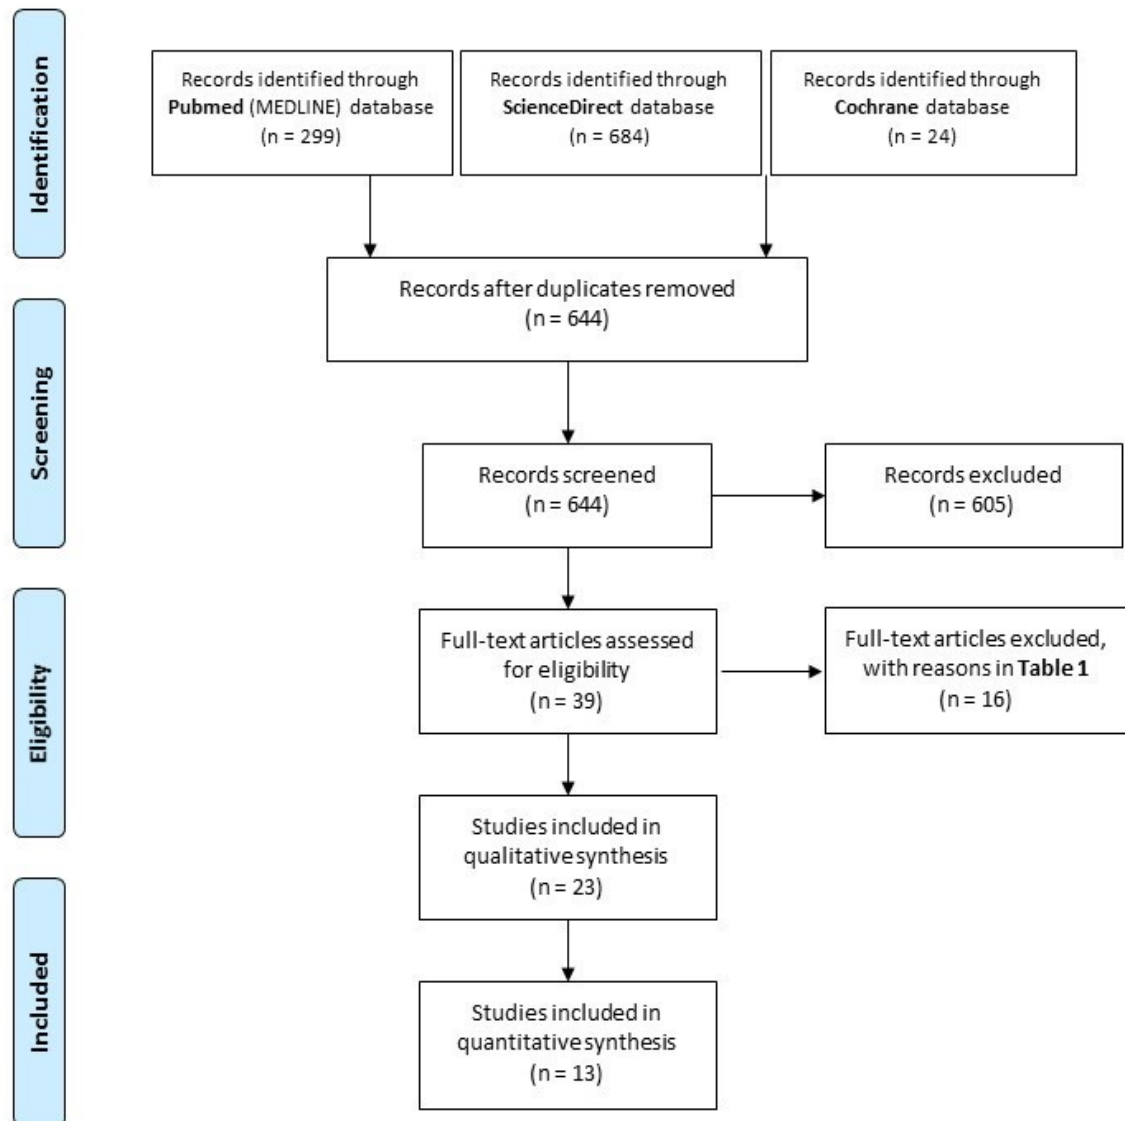 Identification
Records identified through
Pubmed (MEDLINE) database
(n = 299)
Records identified through
ScienceDirect database
(n = 684)
Records identified through
Cochrane database
(n = 24)
Records after duplicates removed
(n = 644)
Screening
Records screened
(n = 644)
Records excluded
(n = 605)
Eligibility
Full-text articles assessed
for eligibility
(n = 39)
Full-text articles excluded,
with reasons in Table 1
(n = 16)
Studies included in
qualitative synthesis
(n = 23)
Included
Studies included in
quantitative synthesis
(n = 13)